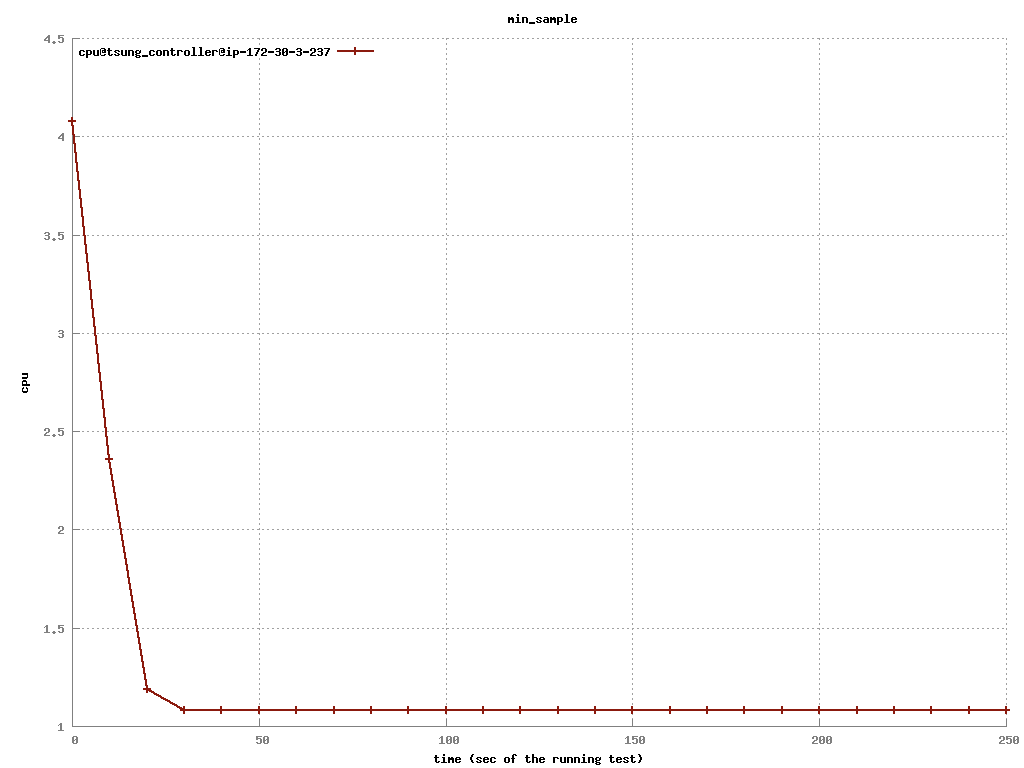 min_sample
cpu@tsung_controller@ip-172-30-3-237
4.5
4
3.5
3
2.5
2
1.5
1
cpu
0 50 100 150 200 250
time (sec of the running test)